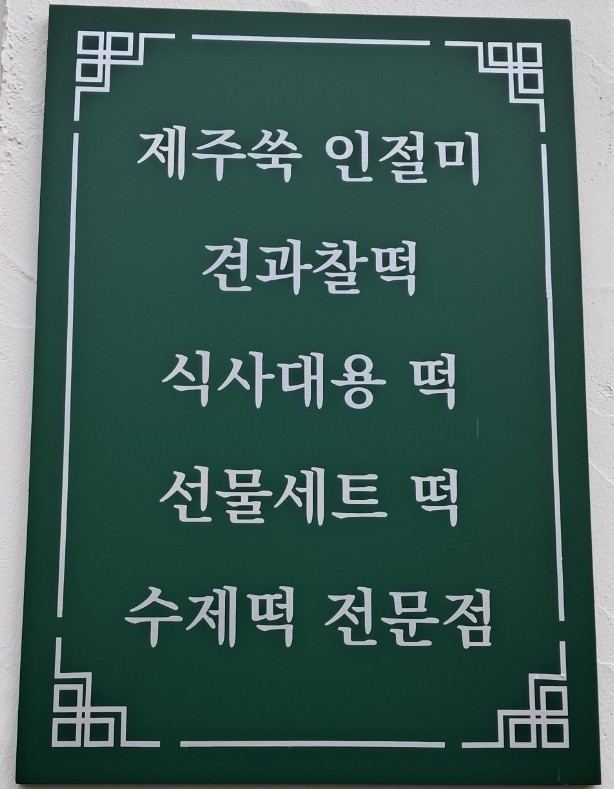 제주쑥 인절미
견과찰떡
식사대용 떡
선물세트 떡
수제떡 전문점